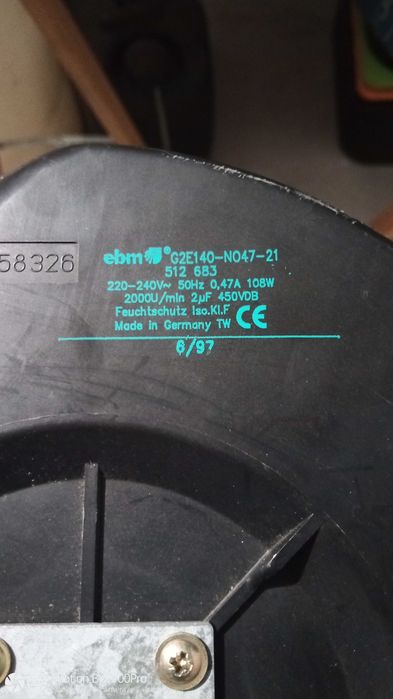 58326
ebm® G2E140-NO47-21
512 683
220-240V~ 50Hz 0,47A 108W
2000U/min 2µF 450VDB
Feuchtschutz Iso.Kl.F
Made in Germany TW CE
6/97